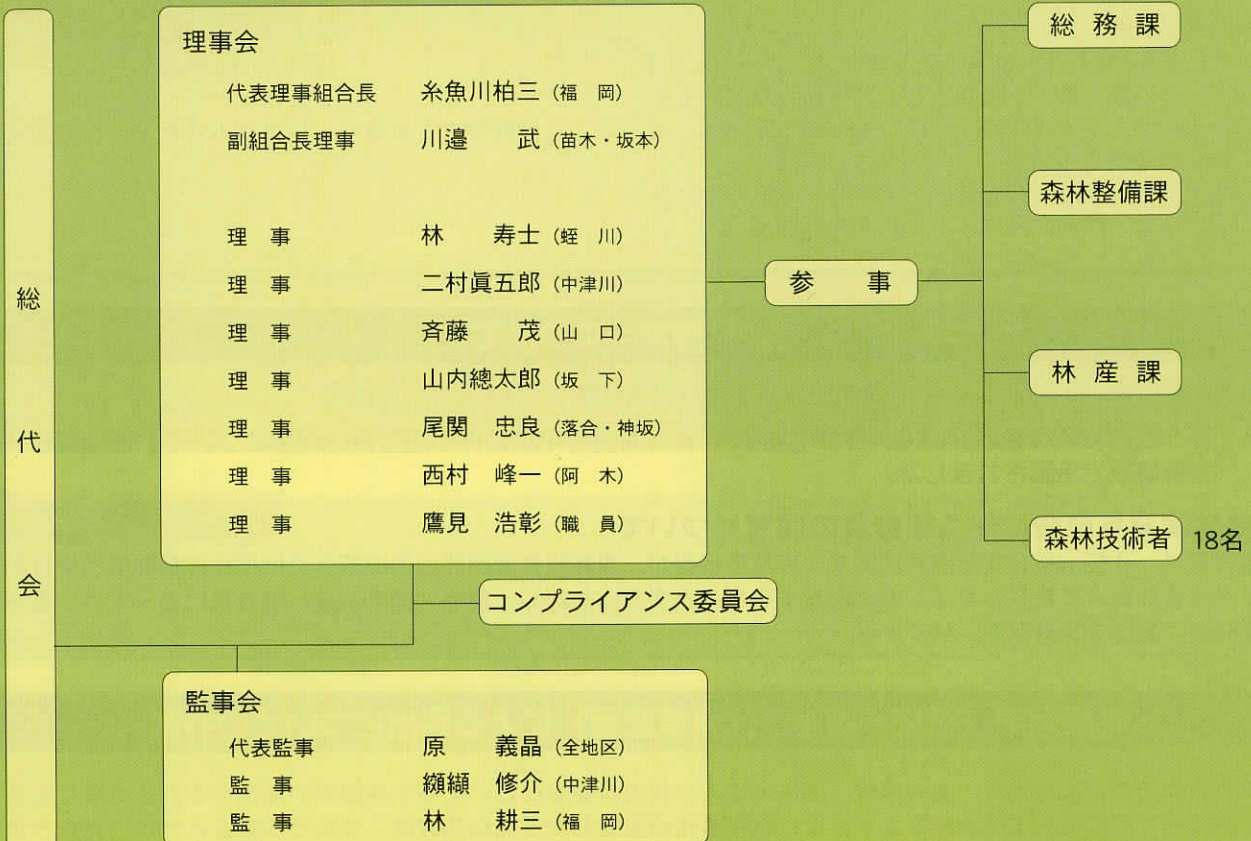 総代会
理事会
代表理事組合長 糸魚川柏三（福 岡）
副組合長理事 川邉 武（苗木・坂本）
理 事 林 寿士（蛭 川）
理 事 二村眞五郎（中津川）
理 事 斉藤 茂（山 口）
理 事 山内總太郎（坂 下）
理 事 尾関 忠良（落合・神坂）
理 事 西村 峰一（阿 木）
理 事 鷹見 浩彰（職 員）
コンプライアンス委員会
監事会
代表監事 原 義晶（全地区）
監 事 纐纈 修介（中津川）
監 事 林 耕三（福 岡）
参 事
総 務 課
森林整備課
林 産 課
森林技術者 18名